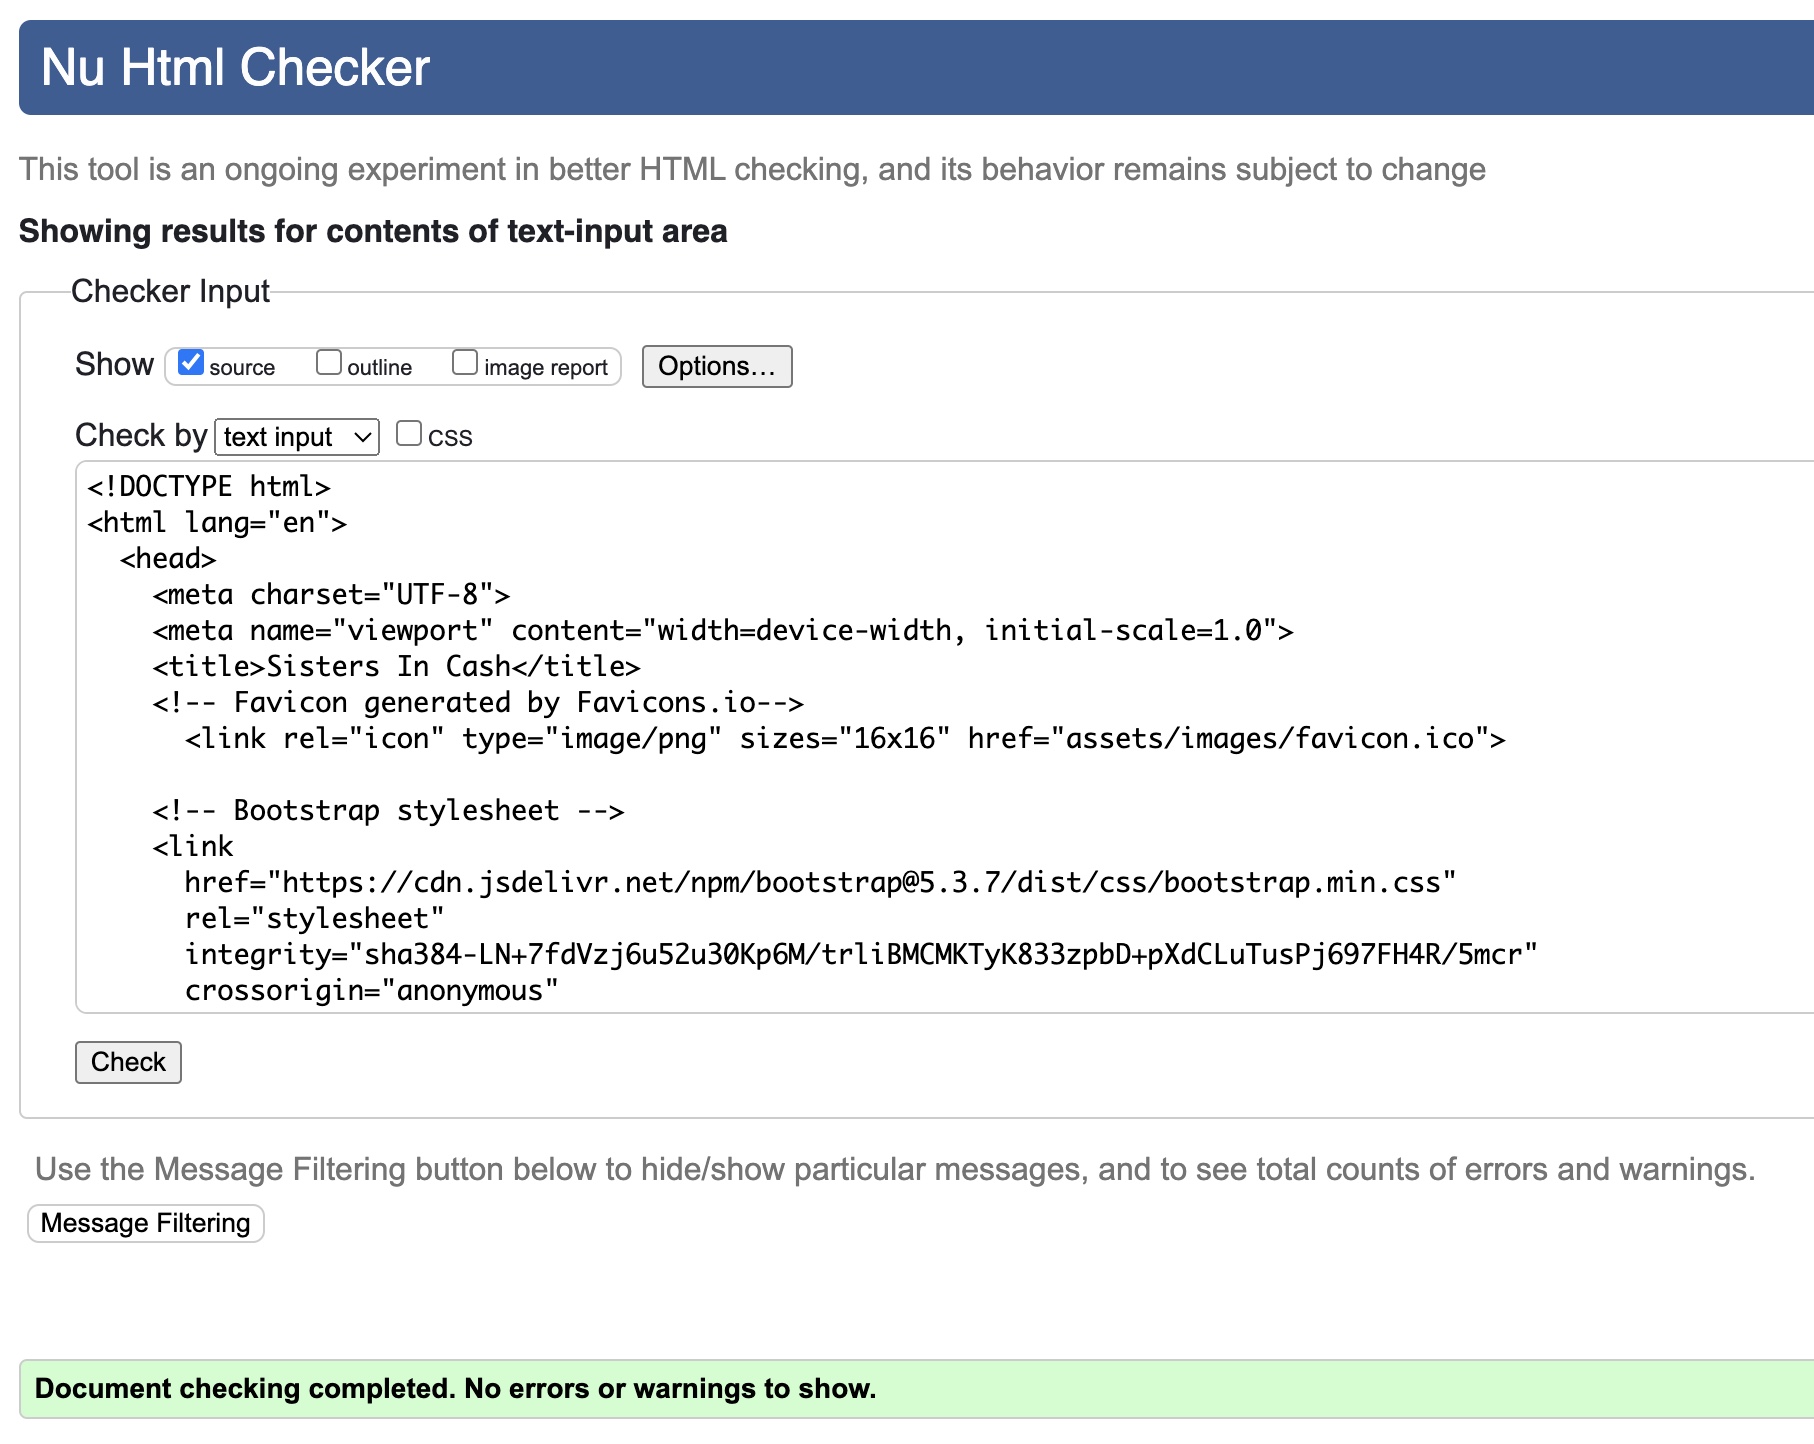 Nu Html Checker
This tool is an ongoing experiment in better HTML checking, and its behavior remains subject to change
Showing results for contents of text-input area
Checker Input
Show source outline image report Options...
Check by text input CSS
<!DOCTYPE html>
<html lang="en">
  <head>
    <meta charset="UTF-8">
    <meta name="viewport" content="width=device-width, initial-scale=1.0">
    <title>Sisters In Cash</title>
    <!-- Favicon generated by Favicons.io-->
      <link rel="icon" type="image/png" sizes="16x16" href="assets/images/favicon.ico">
    <!-- Bootstrap stylesheet -->
    <link
      href="https://cdn.jsdelivr.net/npm/bootstrap@5.3.7/dist/css/bootstrap.min.css"
      rel="stylesheet"
      integrity="sha384-LN+7fdVzj6u52u30Kp6M/trliBMCMKTyK833zpbD+pXdCLuTusPj697FH4R/5mcr"
      crossorigin="anonymous"
Check
Use the Message Filtering button below to hide/show particular messages, and to see total counts of errors and warnings.
Message Filtering
Document checking completed. No errors or warnings to show.